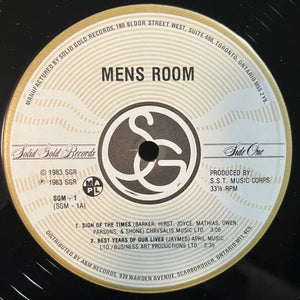 MANUFACTURED BY SOLID GOLD RECORDS, 180 BLOOR STREET WEST, SUITE 400, TORONTO, ONTARIO M5S 2V6.
MENS ROOM
SG
Solid Gold Records
Side One
© 1983 SGR
℗ 1983 SGR
MAPL
SGM - 1
(SGM - 1A)
PRODUCED BY:
S.S.T. MUSIC CORPS.
33⅓ RPM
1. SIGN OF THE TIMES (BARKER, HIRST, JOYCE, MATHIAS, OWEN,
PARSONS, & SHONE) CHRYSALIS MUSIC LTD. / 3:08
2. BEST YEARS OF OUR LIVES (JAYMES) APRIL MUSIC
LTD./BUSINESS ART PRODUCTIONS LTD. / 2:35
DISTRIBUTED BY: A&M RECORDS, 939 WARDEN AVENUE, SCARBOROUGH, ONTARIO M1L 4C5.